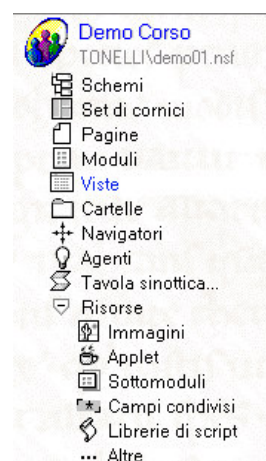 Demo Corso
TONELLI\demo01.nsf
Schemi
Set di cornici
Pagine
Moduli
Viste
Cartelle
Navigatori
Agenti
Tavola sinottica...
Risorse
Immagini
Applet
Sottomoduli
Campi condivisi
Librerie di script
Altre